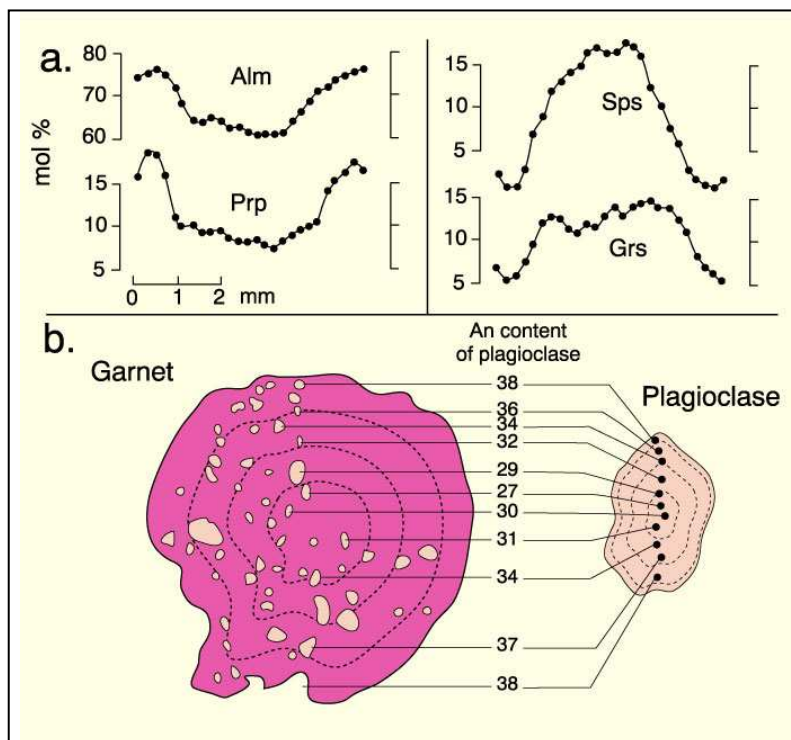 a.
80
70
60
Alm
mol %
15
10
5
Prp
0 1 2 mm
15
10
5
Sps
15
10
5
Grs
b.
Garnet
An content
of plagioclase
Plagioclase
38
36
34
32
29
27
30
31
34
37
38